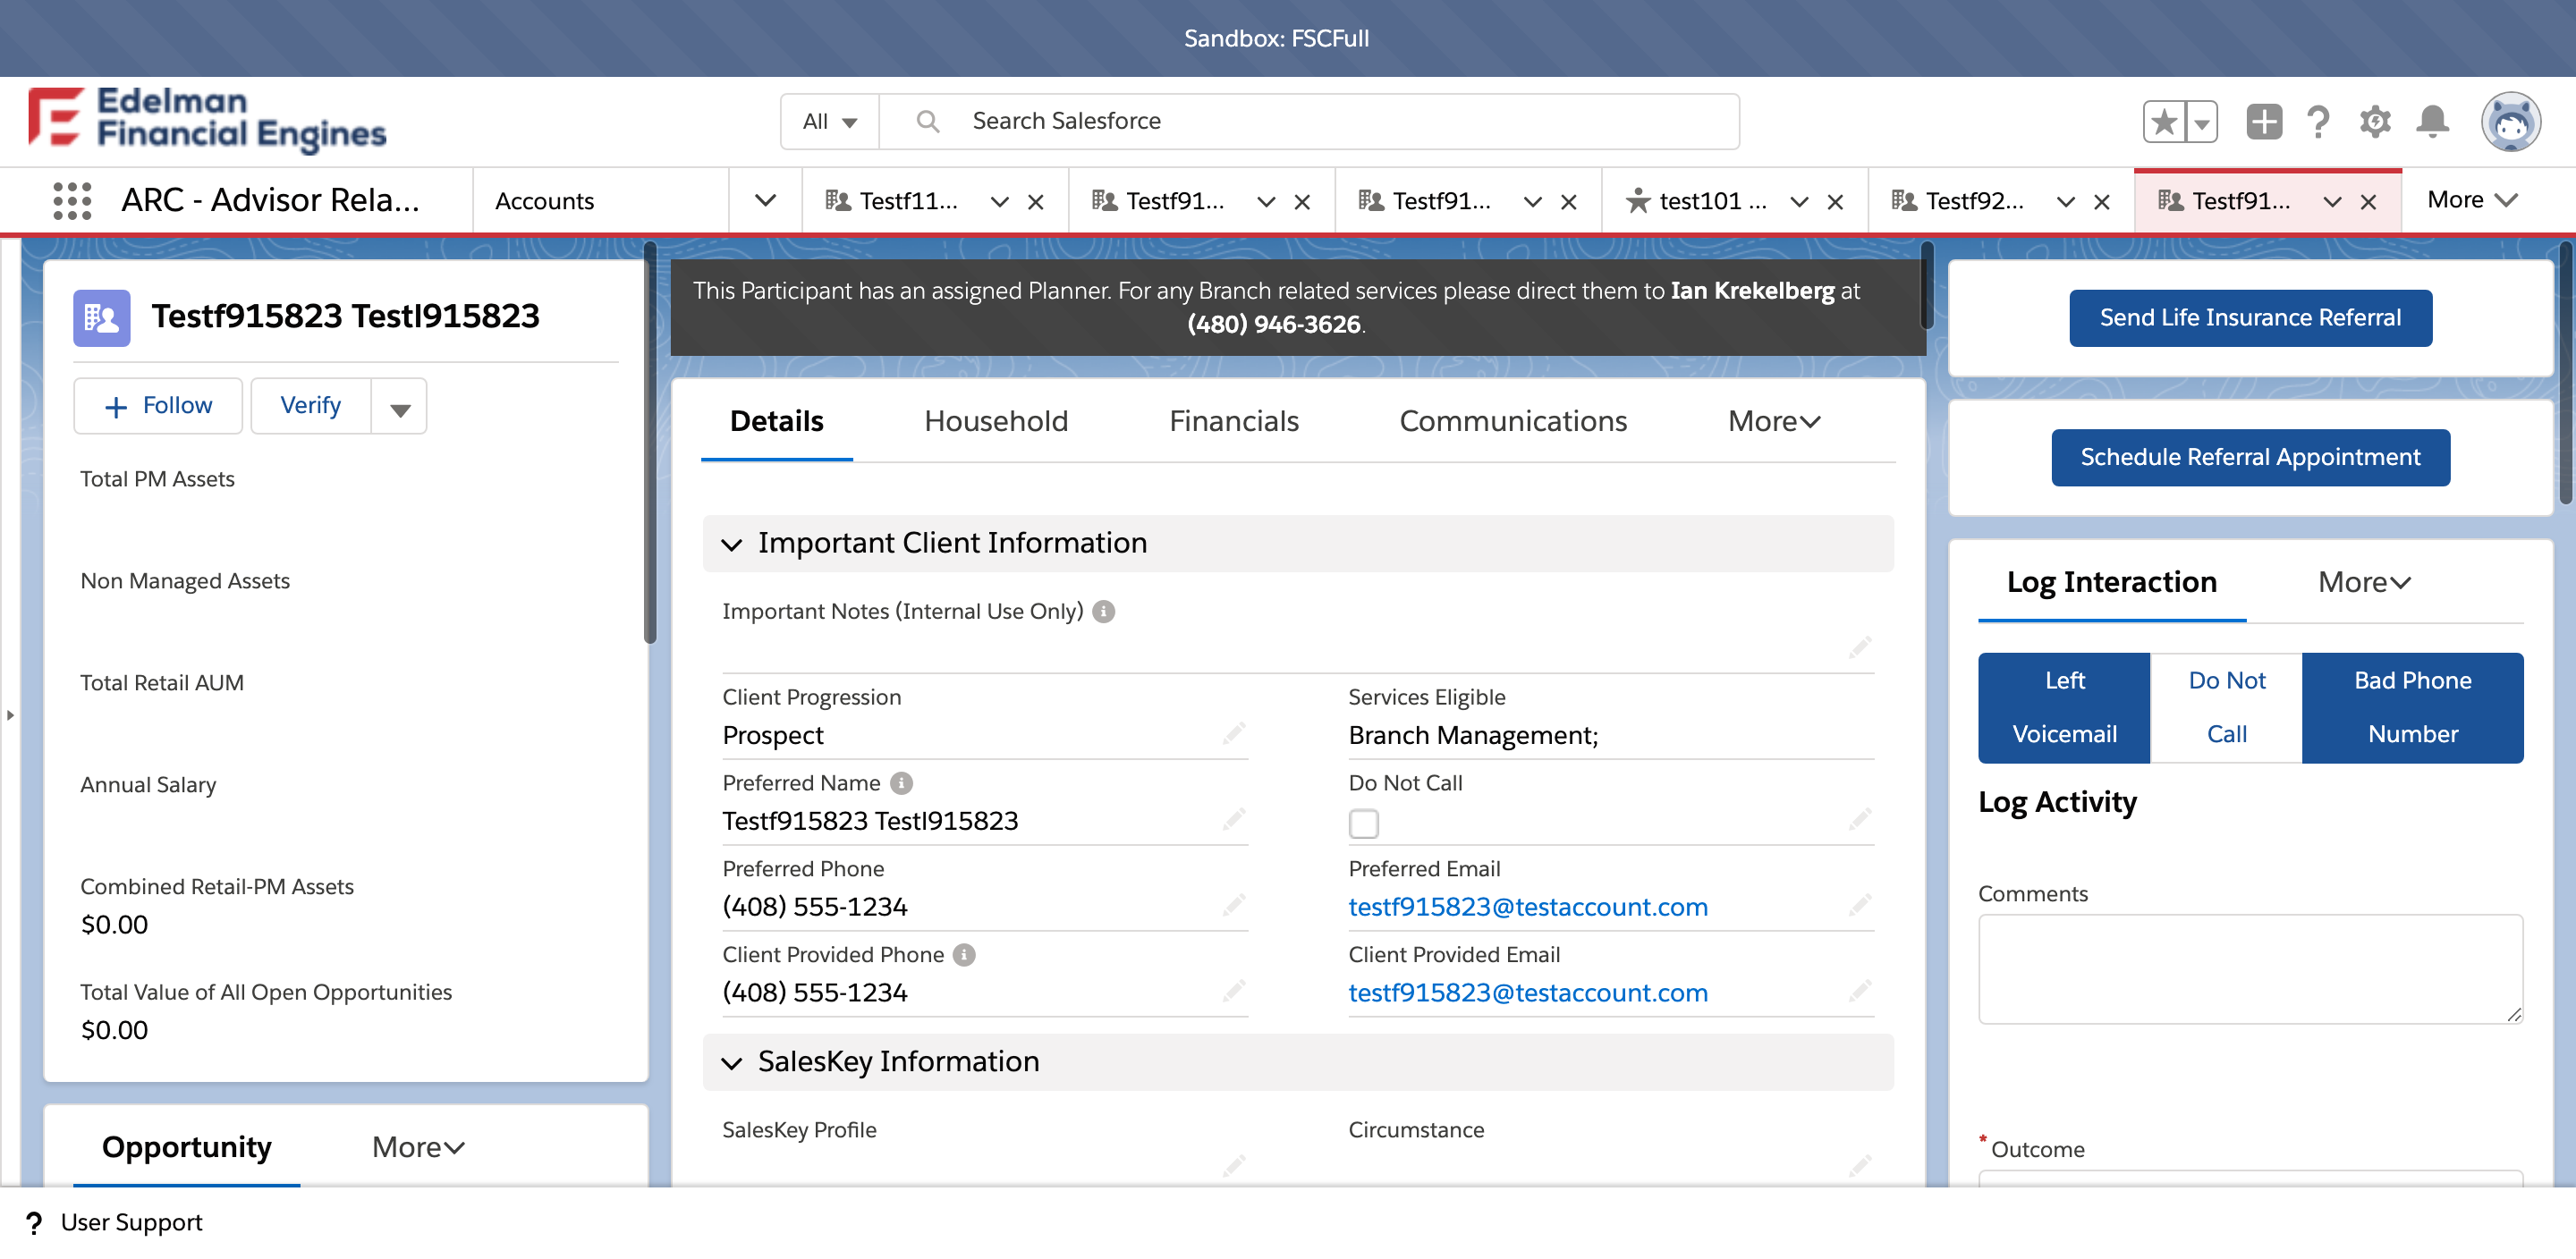 Sandbox: FSCFull
Edelman
Financial Engines
All
Search Salesforce
ARC - Advisor Rela...
Accounts
Testf11...
Testf91...
Testf91...
test101 ...
Testf92...
Testf91...
More
Testf915823 Testl915823
Follow
Verify
Total PM Assets
Non Managed Assets
Total Retail AUM
Annual Salary
Combined Retail-PM Assets
$0.00
Total Value of All Open Opportunities
$0.00
Opportunity
More
This Participant has an assigned Planner. For any Branch related services please direct them to Ian Krekelberg at
(480) 946-3626.
Details
Household
Financials
Communications
More
Important Client Information
Important Notes (Internal Use Only)
Client Progression
Prospect
Services Eligible
Branch Management;
Preferred Name
Testf915823 Testl915823
Do Not Call
Preferred Phone
(408) 555-1234
Preferred Email
testf915823@testaccount.com
Client Provided Phone
(408) 555-1234
Client Provided Email
testf915823@testaccount.com
SalesKey Information
SalesKey Profile
Circumstance
Send Life Insurance Referral
Schedule Referral Appointment
Log Interaction
More
Left
Voicemail
Do Not
Call
Bad Phone
Number
Log Activity
Comments
* Outcome
? User Support